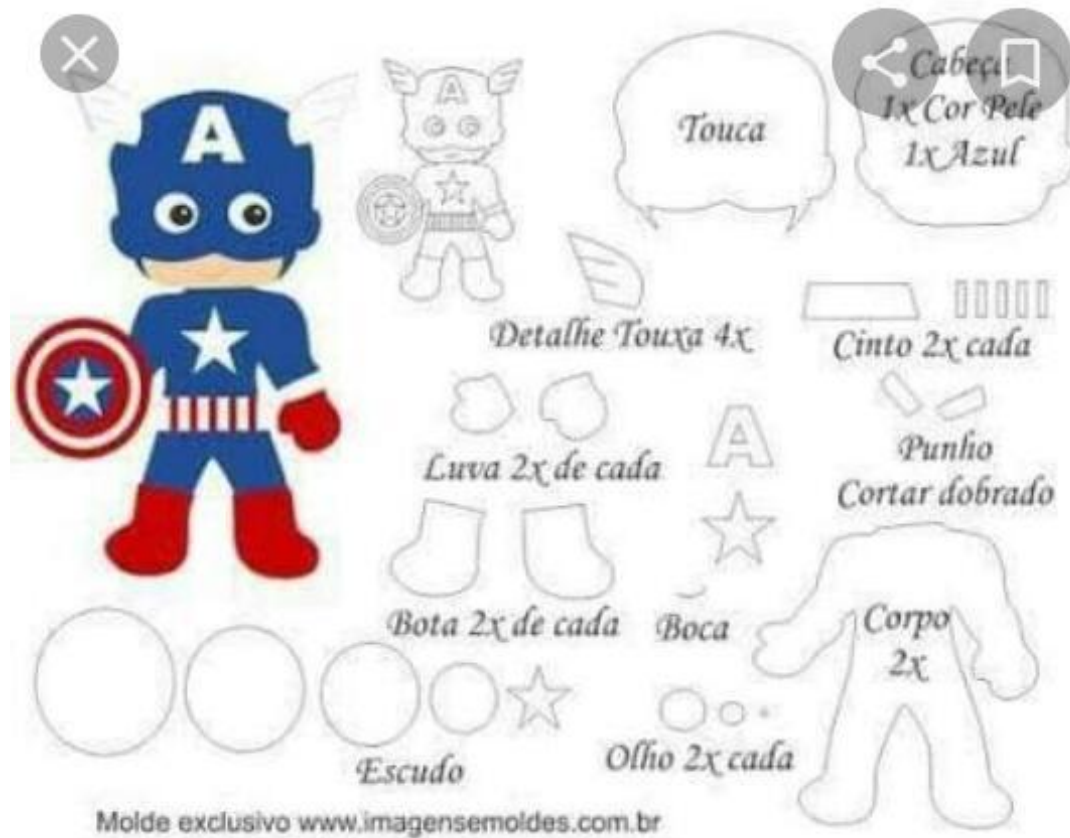 A
A
Touca
Cabeça
1x Cor Pele
1x Azul
Detalhe Touxa 4x
Cinto 2x cada
Luva 2x de cada
A
Punho
Cortar dobrado
Bota 2x de cada
Boca
Corpo
2x
Escudo
Olho 2x cada
Molde exclusivo www.imagensemoldes.com.br